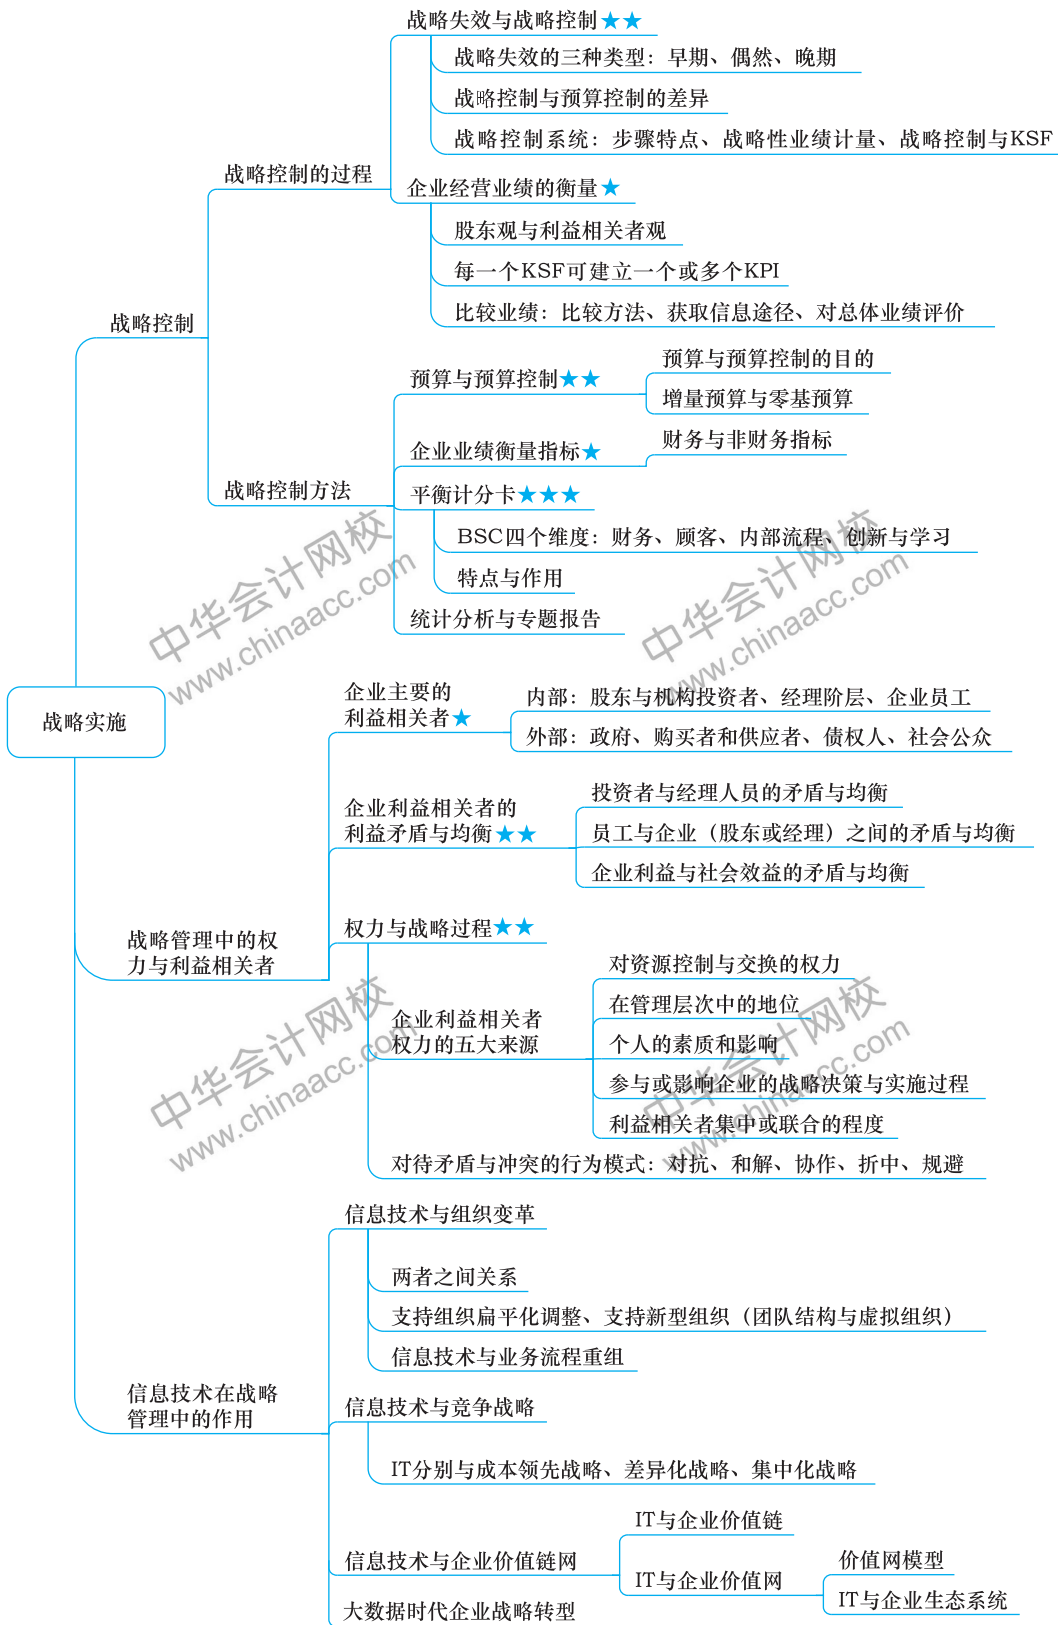 战略失效与战略控制★★
战略失效的三种类型：早期、偶然、晚期
战略控制与预算控制的差异
战略控制系统：步骤特点、战略性业绩计量、战略控制与KSF
战略控制的过程
企业经营业绩的衡量★
股东观与利益相关者观
每一个KSF可建立一个或多个KPI
比较业绩：比较方法、获取信息途径、对总体业绩评价
战略控制
预算与预算控制★★
预算与预算控制的目的
增量预算与零基预算
企业业绩衡量指标★
财务与非财务指标
战略控制方法
平衡计分卡★★★
BSC四个维度：财务、顾客、内部流程、创新与学习
特点与作用
统计分析与专题报告
中华会计网校
www.chinaacc.com
中华会计网校
www.chinaacc.com
战略实施
企业主要的
利益相关者★
内部：股东与机构投资者、经理阶层、企业员工
外部：政府、购买者和供应者、债权人、社会公众
企业利益相关者的
利益矛盾与均衡★★
投资者与经理人员的矛盾与均衡
员工与企业（股东或经理）之间的矛盾与均衡
企业利益与社会效益的矛盾与均衡
战略管理中的权
力与利益相关者
权力与战略过程★★
企业利益相关者
权力的五大来源
对资源控制与交换的权力
在管理层次中的地位
个人的素质和影响
参与或影响企业的战略决策与实施过程
利益相关者集中或联合的程度
对待矛盾与冲突的行为模式：对抗、和解、协作、折中、规避
中华会计网校
www.chinaacc.com
中华会计网校
www.chinaacc.com
信息技术与组织变革
两者之间关系
支持组织扁平化调整、支持新型组织（团队结构与虚拟组织）
信息技术与业务流程重组
信息技术在战略
管理中的作用
信息技术与竞争战略
IT分别与成本领先战略、差异化战略、集中化战略
信息技术与企业价值链网
IT与企业价值链
IT与企业价值网
价值网模型
IT与企业生态系统
大数据时代企业战略转型